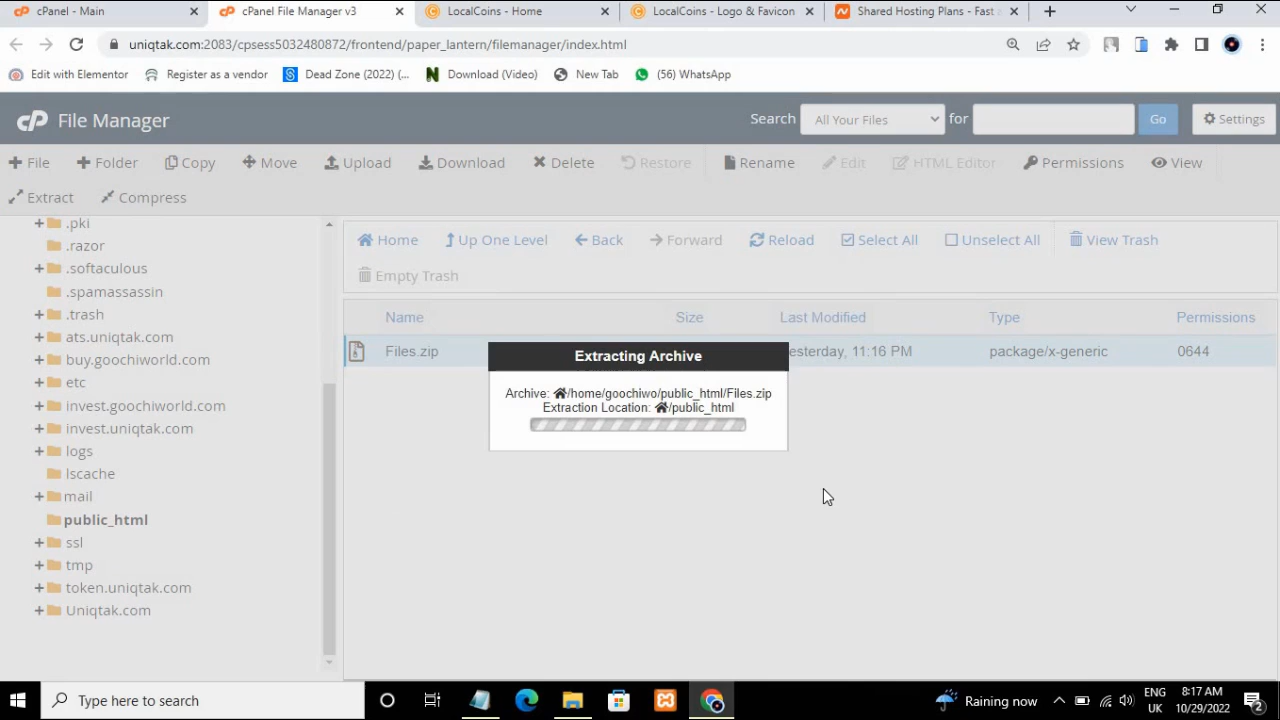 cPanel - Main
cPanel File Manager v3
LocalCoins - Home
LocalCoins - Logo & Favicon
Shared Hosting Plans - Fast
uniqtak.com:2083/cpsess5032480872/frontend/paper_lantern/filemanager/index.html
Edit with Elementor
Register as a vendor
Dead Zone (2022) (...
Download (Video)
New Tab
(56) WhatsApp
cP File Manager
Search All Your Files for Go Settings
File Folder Copy Move Upload Download Delete Restore Rename Edit HTML Editor Permissions View
Extract Compress
.pki
.razor
.softaculous
.spamassassin
.trash
ats.uniqtak.com
buy.goochiworld.com
etc
invest.goochiworld.com
invest.uniqtak.com
logs
lscache
mail
public_html
ssl
tmp
token.uniqtak.com
Uniqtak.com
Home Up One Level Back Forward Reload Select All Unselect All View Trash
Empty Trash
Name Size Last Modified Type Permissions
Files.zip esterday, 11:16 PM package/x-generic 0644
Extracting Archive
Archive: /home/goochiwo/public_html/Files.zip
Extraction Location: /public_html
Type here to search
Raining now
ENG
UK
8:17 AM
10/29/2022
2